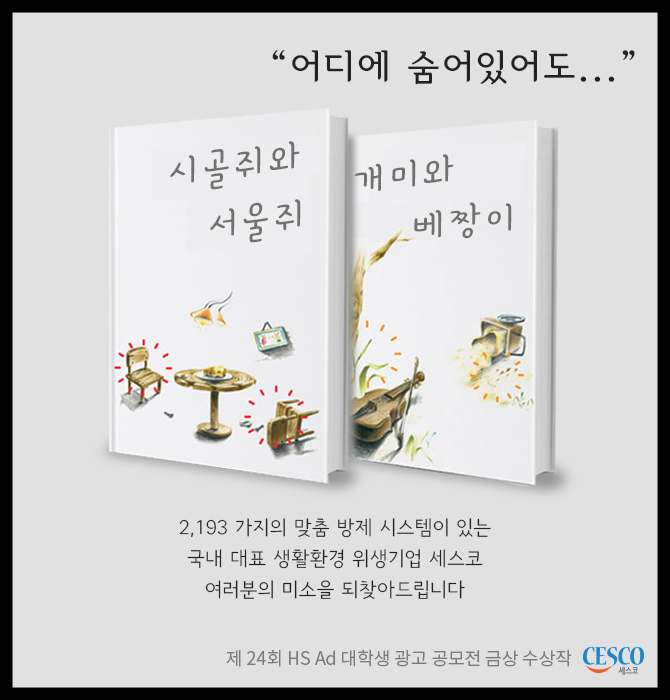 “어디에 숨어있어도...”
시골쥐와
서울쥐
개미와
베짱이
2,193 가지의 맞춤 방제 시스템이 있는
국내 대표 생활환경 위생기업 세스코
여러분의 미소을 되찾아드립니다
제 24회 HS Ad 대학생 광고 공모전 금상 수상작
CESCO
세스코